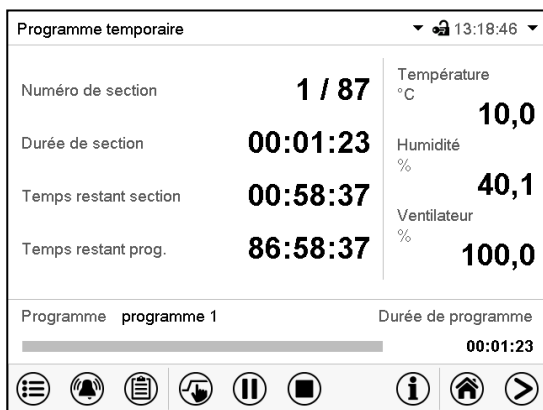 Programme temporaire 13:18:46
Numéro de section 1 / 87
Durée de section 00:01:23
Temps restant section 00:58:37
Temps restant prog. 86:58:37
Température
°C
10,0
Humidité
%
40,1
Ventilateur
%
100,0
Programme programme 1 Durée de programme
00:01:23